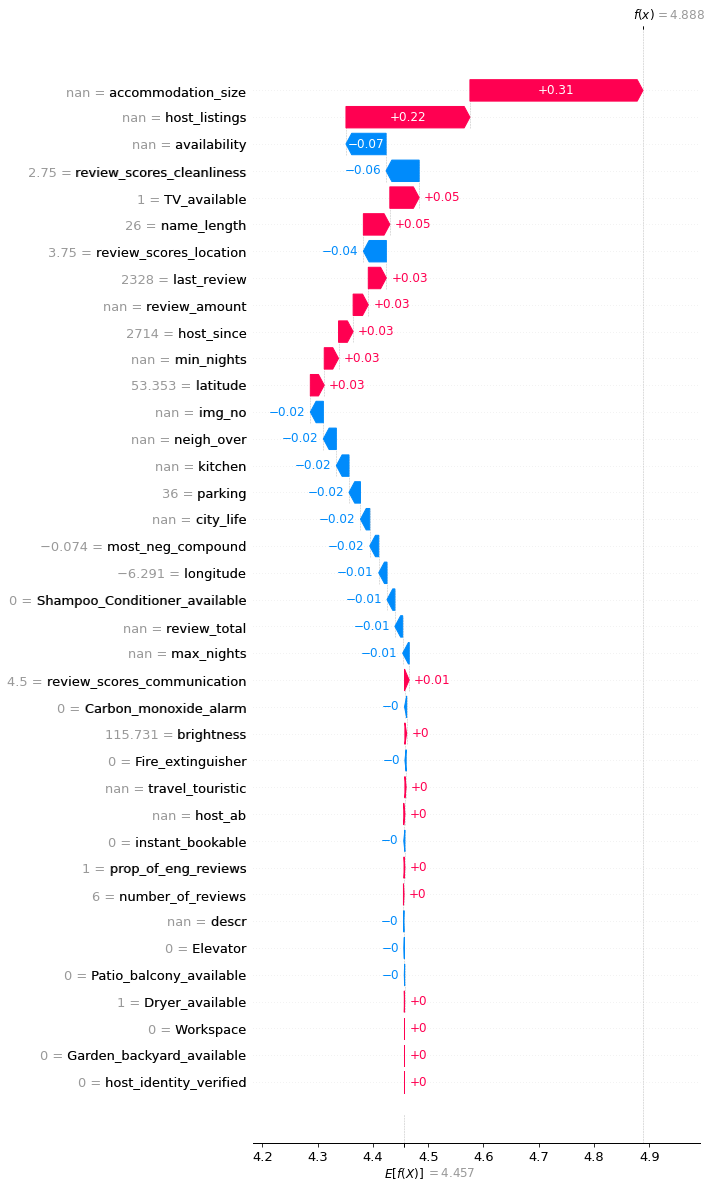 f(x) = 4.888
nan = accommodation_size +0.31
nan = host_listings +0.22
nan = availability −0.07
2.75 = review_scores_cleanliness −0.06
1 = TV_available +0.05
26 = name_length +0.05
3.75 = review_scores_location −0.04
2328 = last_review +0.03
nan = review_amount +0.03
2714 = host_since +0.03
nan = min_nights +0.03
53.353 = latitude +0.03
nan = img_no −0.02
nan = neigh_over −0.02
nan = kitchen −0.02
36 = parking −0.02
nan = city_life −0.02
−0.074 = most_neg_compound −0.02
−6.291 = longitude −0.01
0 = Shampoo_Conditioner_available −0.01
nan = review_total −0.01
nan = max_nights −0.01
4.5 = review_scores_communication +0.01
0 = Carbon_monoxide_alarm −0
115.731 = brightness +0
0 = Fire_extinguisher −0
nan = travel_touristic +0
nan = host_ab +0
0 = instant_bookable −0
1 = prop_of_eng_reviews +0
6 = number_of_reviews +0
nan = descr −0
0 = Elevator −0
0 = Patio_balcony_available −0
1 = Dryer_available +0
0 = Workspace +0
0 = Garden_backyard_available +0
0 = host_identity_verified +0
4.2 4.3 4.4 4.5 4.6 4.7 4.8 4.9
E[f(X)] = 4.457